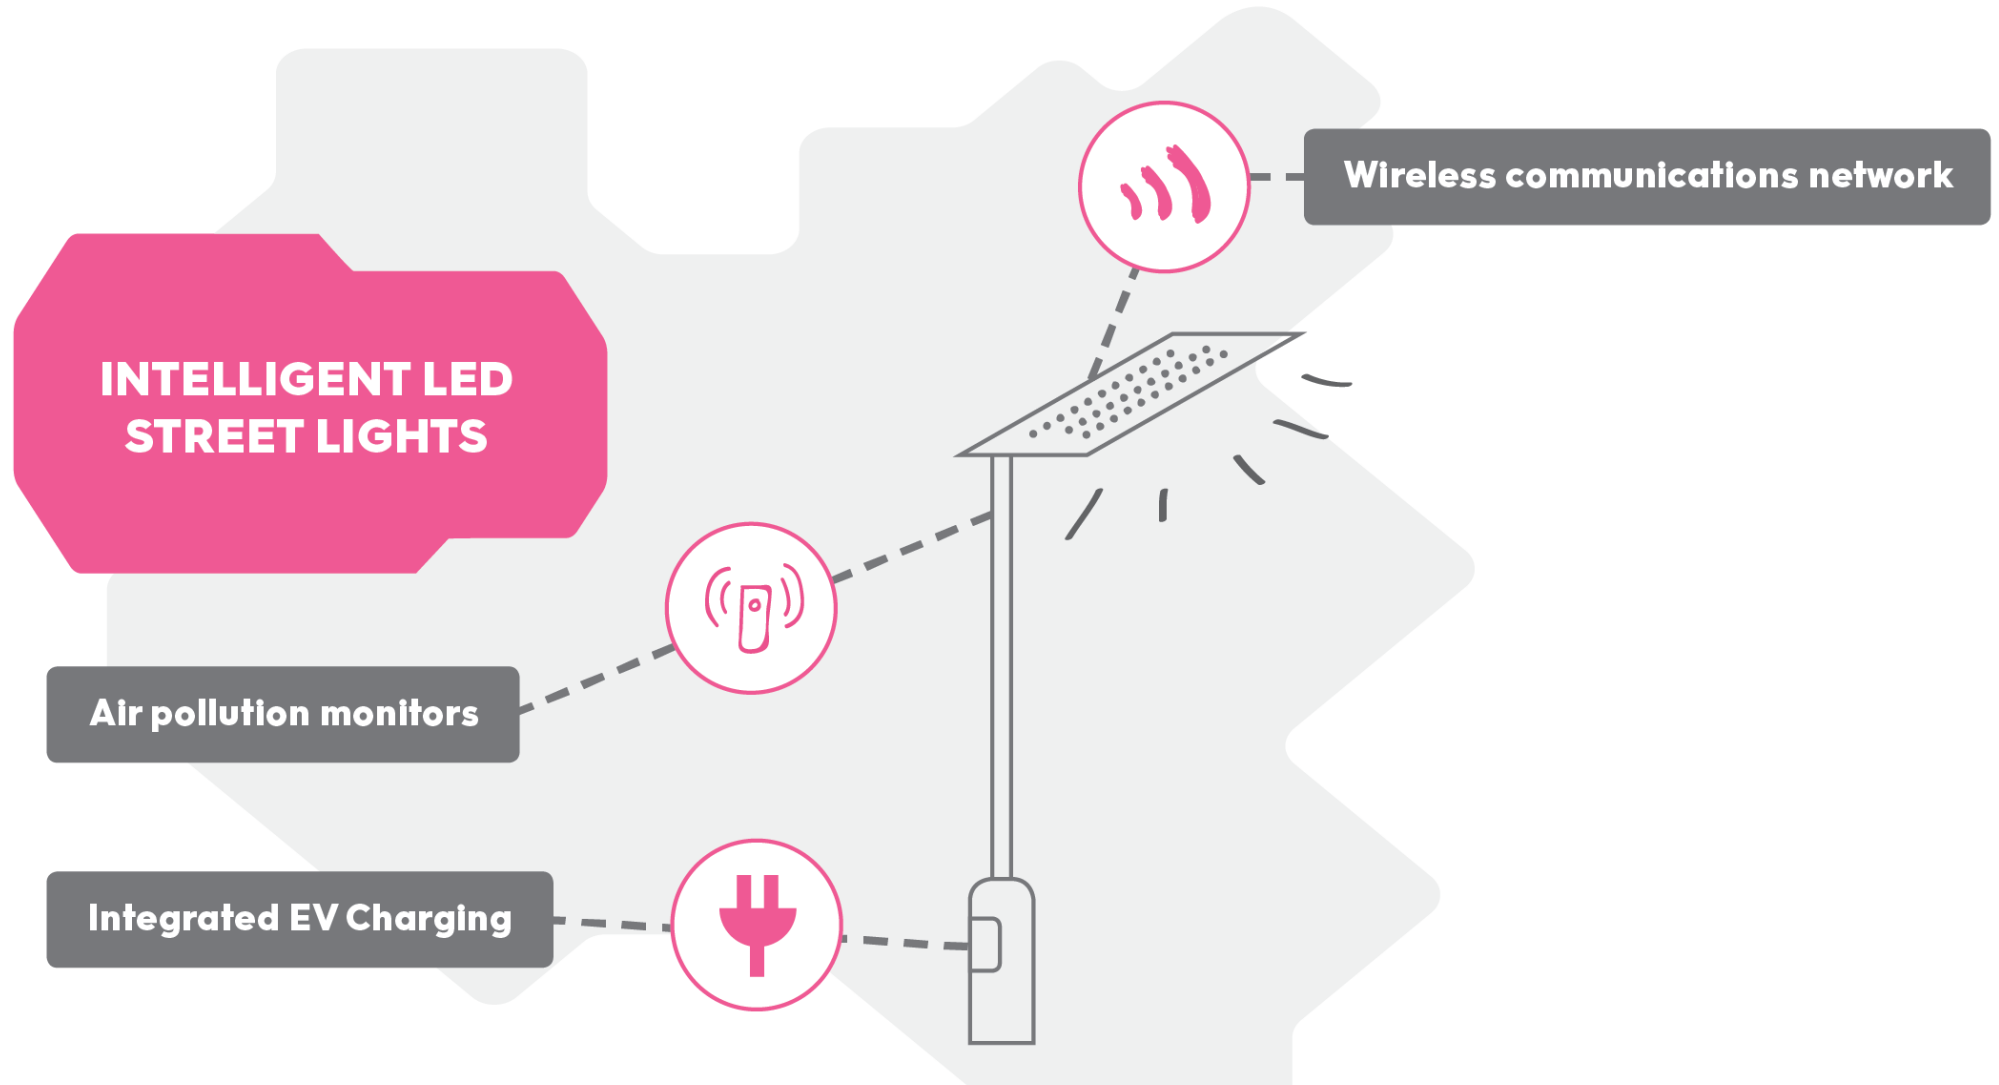 Wireless communications network
INTELLIGENT LED
STREET LIGHTS
Air pollution monitors
Integrated EV Charging